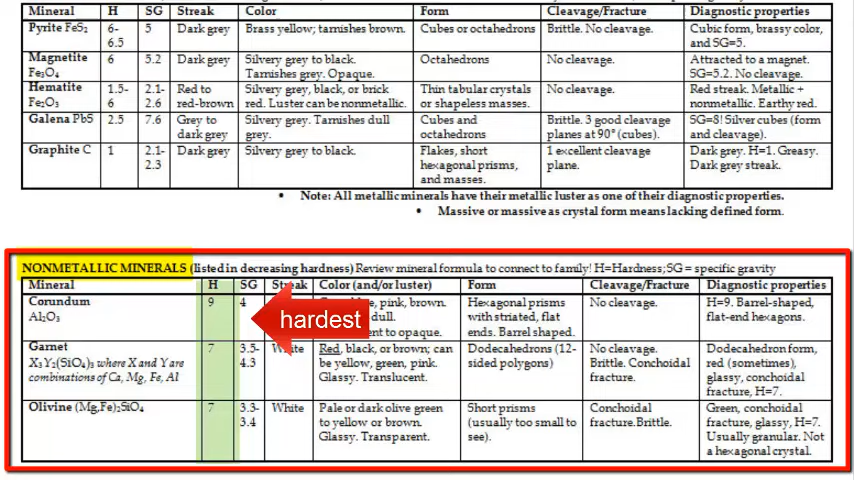 Mineral H SG Streak Color Form Cleavage/Fracture Diagnostic properties
Pyrite FeS₂ 6- 5 Dark grey Brass yellow; tarnishes brown. Cubes or octahedrons Brittle. No cleavage. Cubic form, brassy color,
6.5 and SG=5.
Magnetite 6 5.2 Dark grey Silvery grey to black. Octahedrons No cleavage. Attracted to a magnet.
Fe₃O₄ Tarnishes grey. Opaque. SG=5.2. No cleavage.
Hematite 1.5- 2.1- Red to Silvery grey, black, or brick Thin tabular crystals No cleavage. Red streak. Metallic +
Fe₂O₃ 6 2.6 red-brown red. Luster can be nonmetallic. or shapeless masses. nonmetallic. Earthy red.
Galena PbS 2.5 7.6 Grey to Silvery grey. Tarnishes dull Cubes and Brittle. 3 good cleavage SG=8! Silver cubes (form
dark grey grey. octahedrons planes at 90° (cubes). and cleavage).
Graphite C 1 2.1- Dark grey Silvery grey to black. Flakes, short 1 excellent cleavage Dark grey. H=1. Greasy.
2.3 hexagonal prisms, plane. Dark grey streak.
and masses.
• Note: All metallic minerals have their metallic luster as one of their diagnostic properties.
• Massive or massive as crystal form means lacking defined form.
NONMETALLIC MINERALS (listed in decreasing hardness) Review mineral formula to connect to family! H=Hardness; SG = specific gravity
Mineral H SG Streak Color (and/or luster) Form Cleavage/Fracture Diagnostic properties
Corundum 9 4 pink, brown. Hexagonal prisms No cleavage. H=9. Barrel-shaped,
Al₂O₃ dull. with striated, flat flat-end hexagons.
to opaque. ends. Barrel shaped.
hardest
Garnet 7 3.5- White Red, black, or brown; can Dodecahedrons (12- No cleavage. Dodecahedron form,
X₃Y₂(SiO₄)₃ where X and Y are 4.3 be yellow, green, pink. sided polygons) Brittle. Conchoidal red (sometimes),
combinations of Ca, Mg, Fe, Al Glassy. Translucent. fracture. glassy, conchoidal
fracture, H=7.
Olivine (Mg,Fe)₂SiO₄ 7 3.3- White Pale or dark olive green Short prisms Conchoidal Green, conchoidal
3.4 to yellow or brown. (usually too small to fracture.Brittle. fracture, glassy, H=7.
Glassy. Transparent. see). Usually granular. Not
a hexagonal crystal.